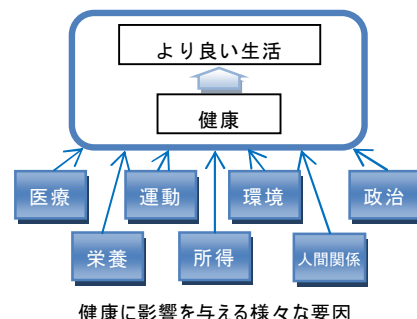 より良い生活
健康
医療
運動
環境
政治
栄養
所得
人間関係
健康に影響を与える様々な要因